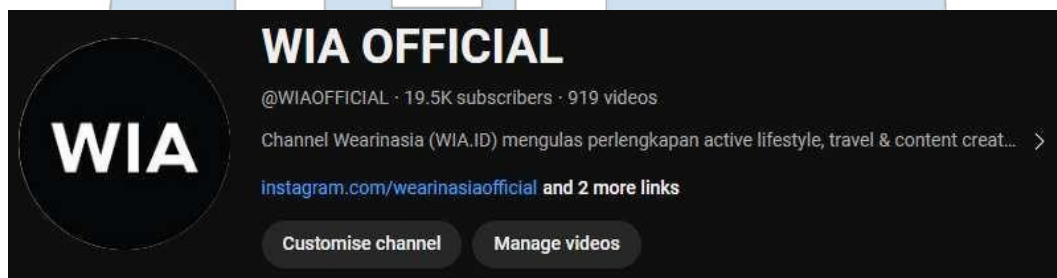 WIA
WIA OFFICIAL
@WIAOFFICIAL · 19.5K subscribers · 919 videos
Channel Wearinasia (WIA.ID) mengulas perlengkapan active lifestyle, travel & content creat...
instagram.com/wearinasiaofficial and 2 more links
Customise channel Manage videos